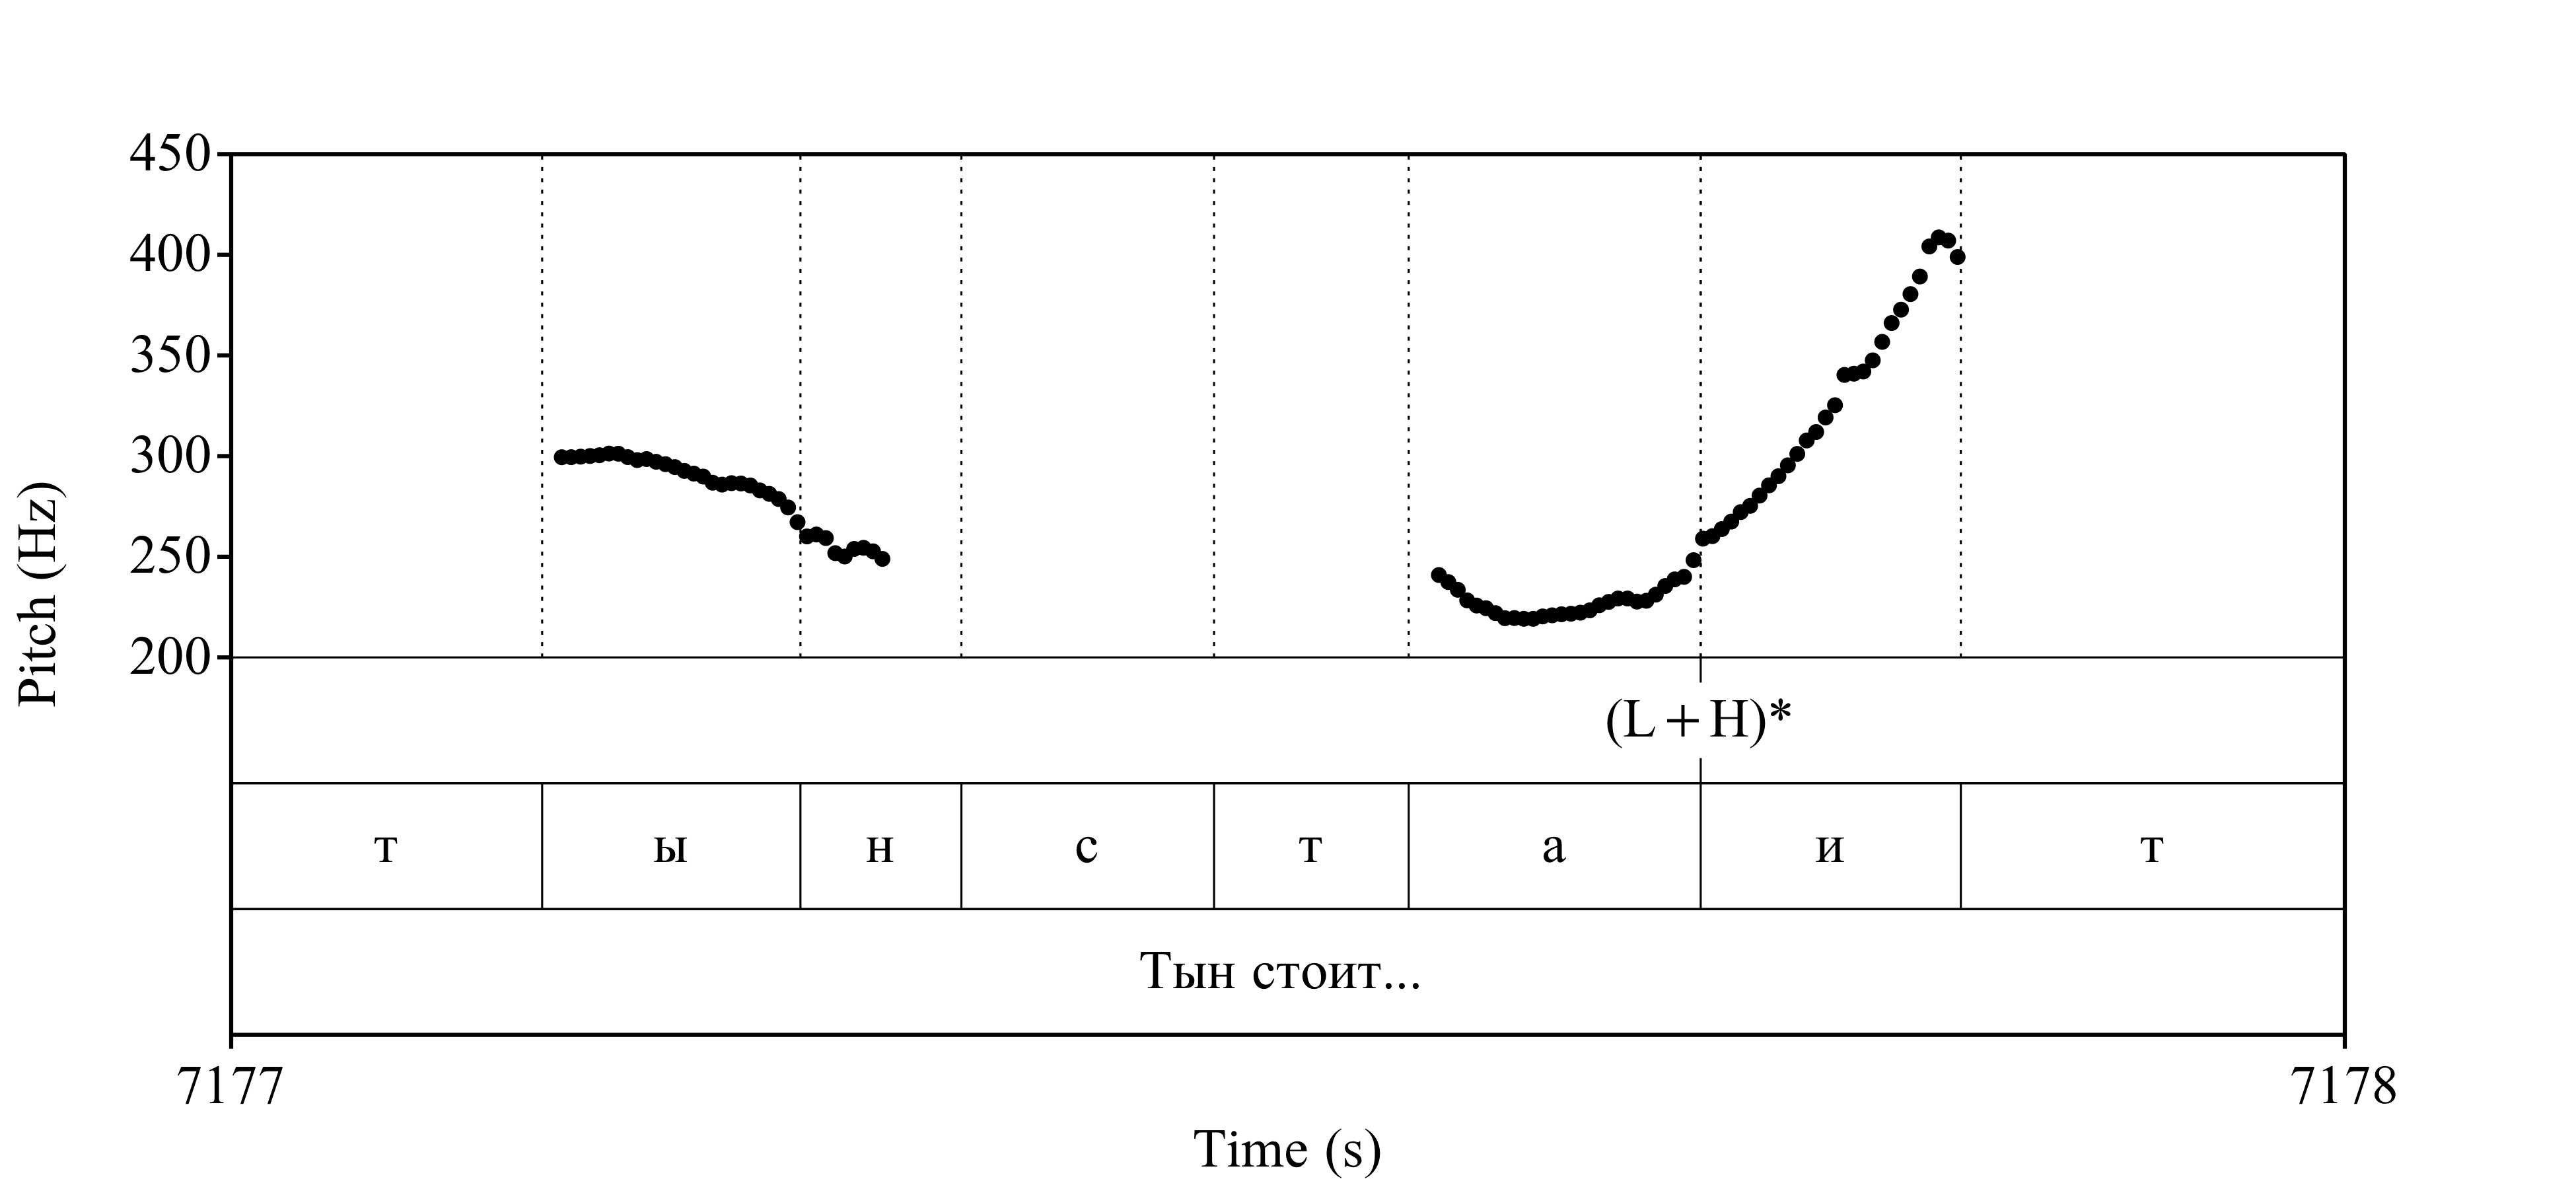 450
400
350
300
250
200
Pitch (Hz)
(L + H)*
т ы н с т а и т
Тын стоит...
7177 7178
Time (s)